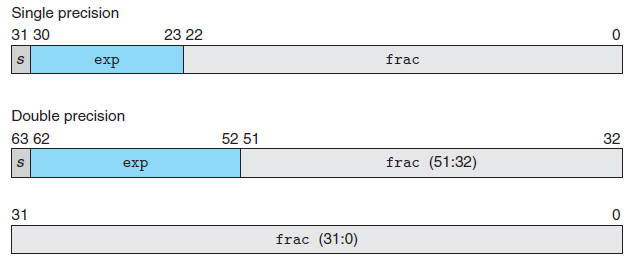 Single precision
31 30 23 22 0
s exp frac
Double precision
63 62 52 51 32
s exp frac (51:32)
31 0
frac (31:0)